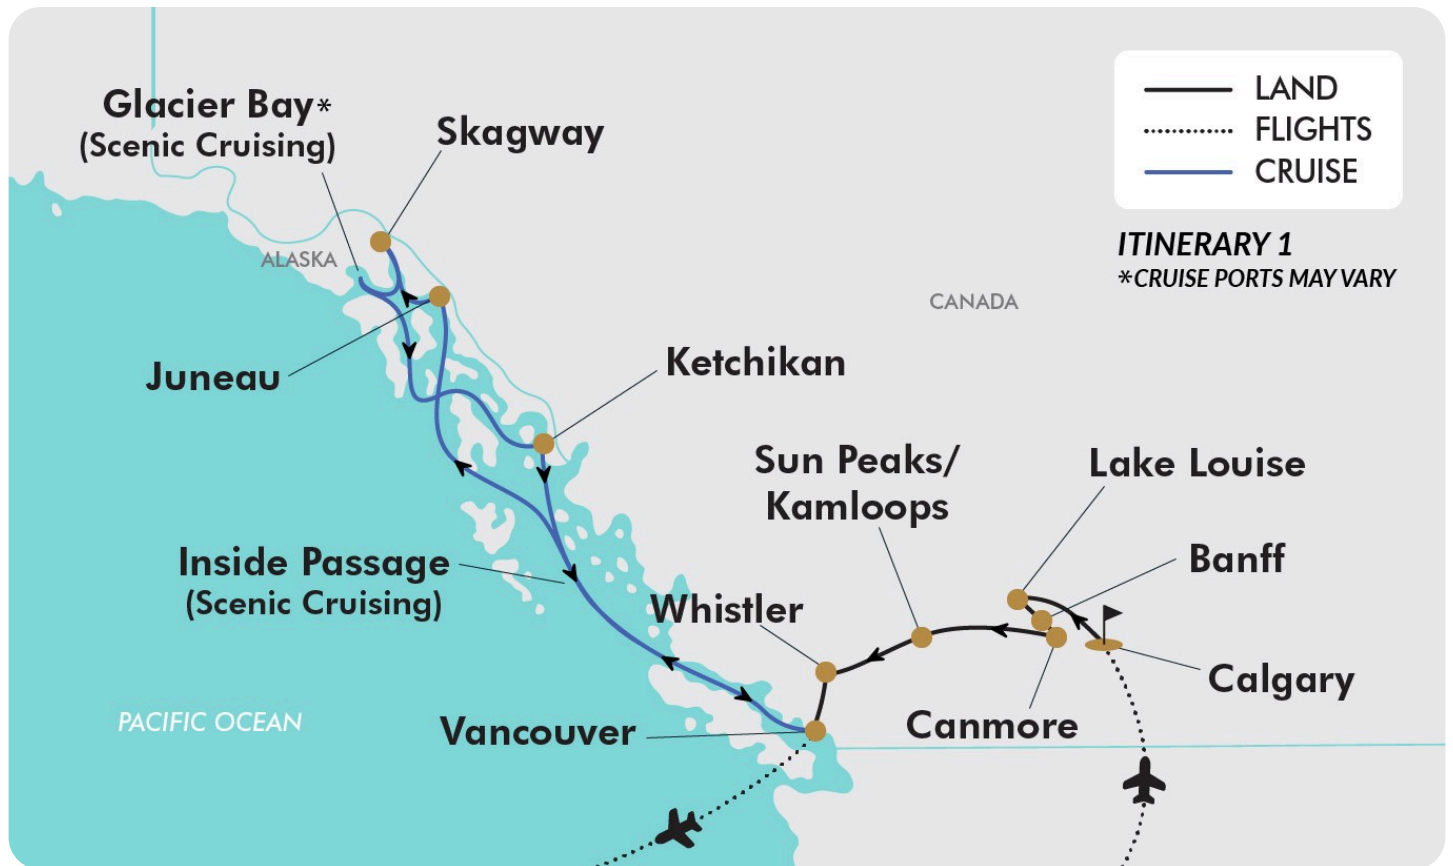 Glacier Bay*
(Scenic Cruising)
Skagway
LAND
FLIGHTS
CRUISE
ITINERARY 1
*CRUISE PORTS MAY VARY
ALASKA
CANADA
Juneau
Ketchikan
Sun Peaks/
Kamloops
Lake Louise
Banff
Inside Passage
(Scenic Cruising)
Whistler
Calgary
PACIFIC OCEAN
Vancouver
Canmore